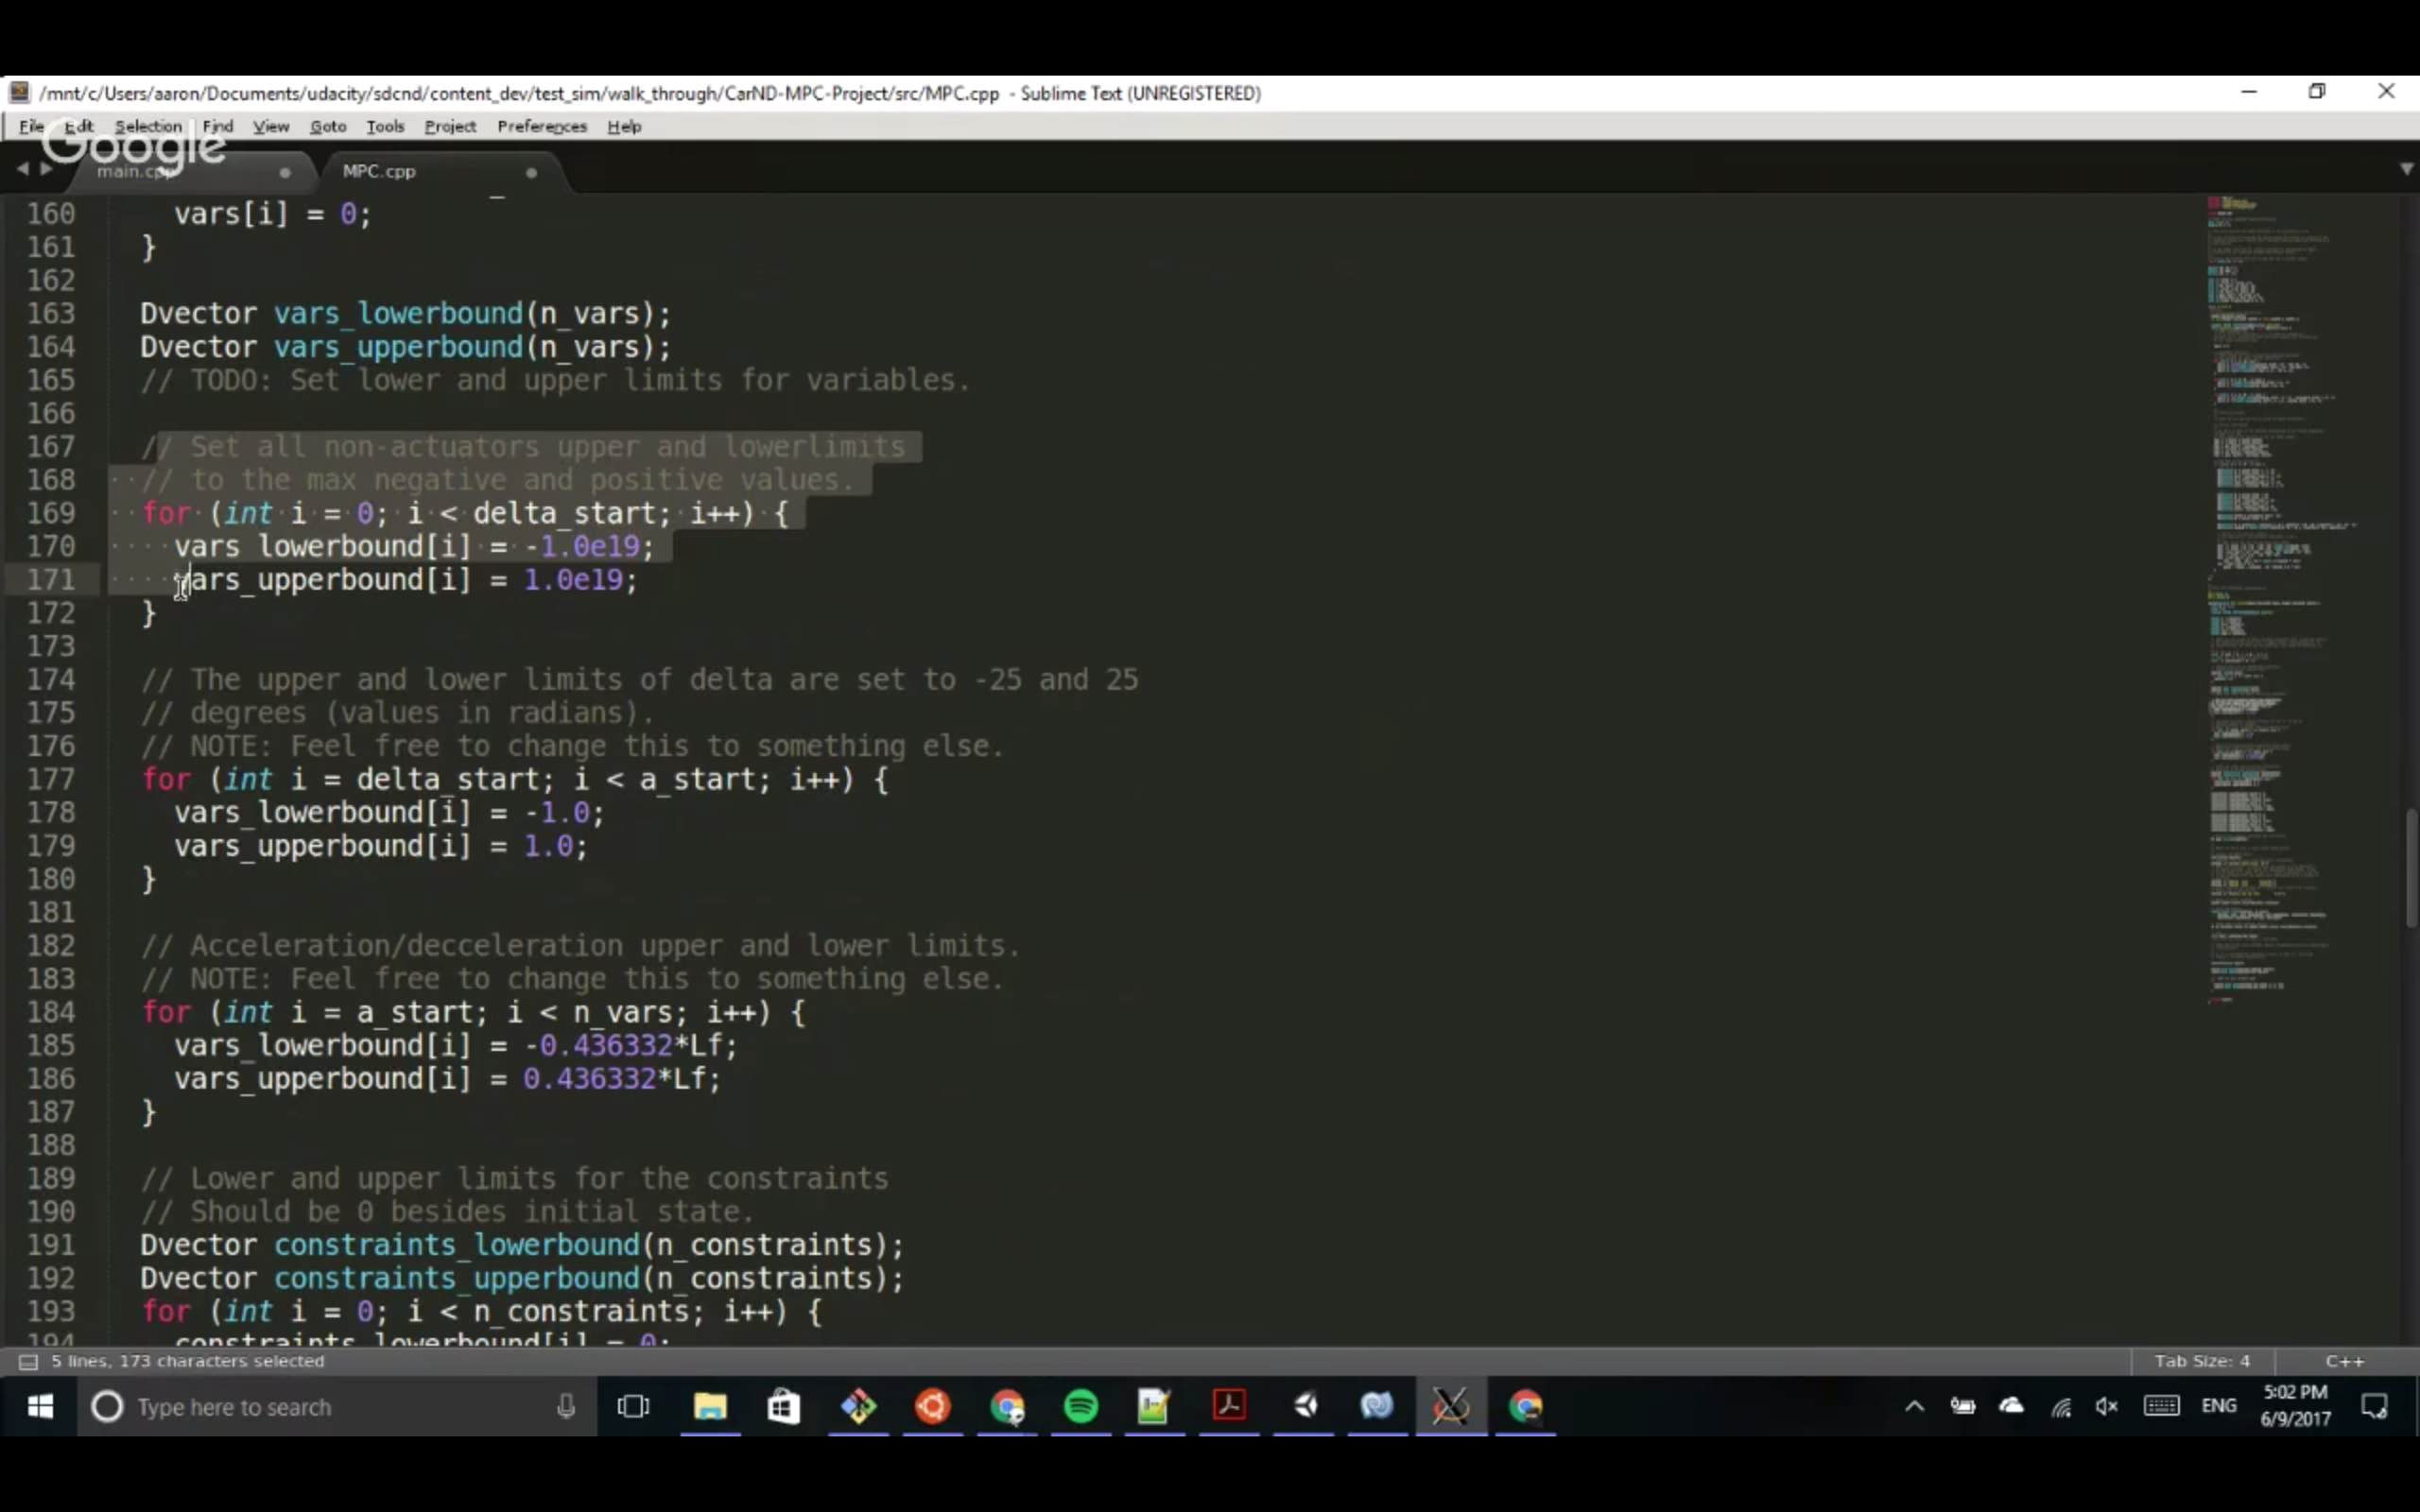 /mnt/c/Users/aaron/Documents/udacity/sdcnd/content_dev/test_sim/walk_through/CarND-MPC-Project/src/MPC.cpp - Sublime Text (UNREGISTERED)
File Edit Selection Find View Goto Tools Project Preferences Help
Google
main.cpp MPC.cpp
160 vars[i] = 0;
161 }
162
163 Dvector vars_lowerbound(n_vars);
164 Dvector vars_upperbound(n_vars);
165 // TODO: Set lower and upper limits for variables.
166
167 // Set all non-actuators upper and lowerlimits
168 // to the max negative and positive values.
169 for (int i = 0; i < delta_start; i++) {
170 vars_lowerbound[i] = -1.0e19;
171 vars_upperbound[i] = 1.0e19;
172 }
173
174 // The upper and lower limits of delta are set to -25 and 25
175 // degrees (values in radians).
176 // NOTE: Feel free to change this to something else.
177 for (int i = delta_start; i < a_start; i++) {
178 vars_lowerbound[i] = -1.0;
179 vars_upperbound[i] = 1.0;
180 }
181
182 // Acceleration/decceleration upper and lower limits.
183 // NOTE: Feel free to change this to something else.
184 for (int i = a_start; i < n_vars; i++) {
185 vars_lowerbound[i] = -0.436332*Lf;
186 vars_upperbound[i] = 0.436332*Lf;
187 }
188
189 // Lower and upper limits for the constraints
190 // Should be 0 besides initial state.
191 Dvector constraints_lowerbound(n_constraints);
192 Dvector constraints_upperbound(n_constraints);
193 for (int i = 0; i < n_constraints; i++) {
194 constraints_lowerbound[i] = 0;
5 lines, 173 characters selected Tab Size: 4 C++
Type here to search ENG 5:02 PM
6/9/2017